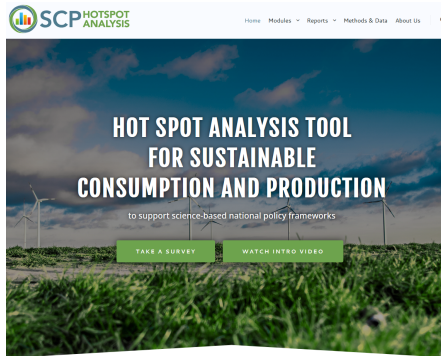 SCP HOTSPOT ANALYSIS
Home Modules Reports Methods & Data About Us
HOT SPOT ANALYSIS TOOL
FOR SUSTAINABLE
CONSUMPTION AND PRODUCTION
to support science-based national policy frameworks
TAKE A SURVEY WATCH INTRO VIDEO